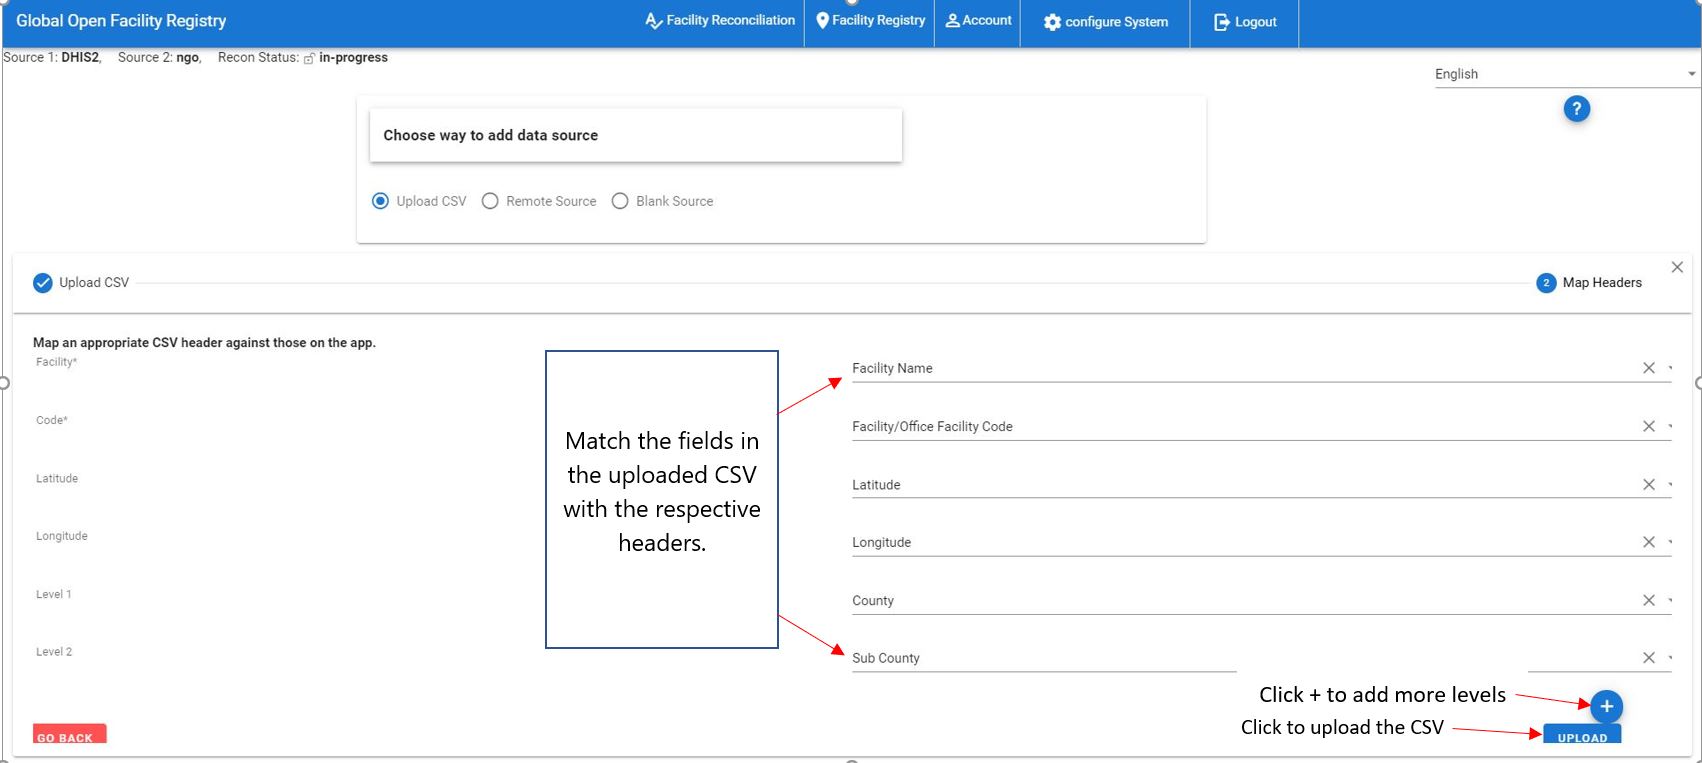 Global Open Facility Registry
Facility Reconciliation
Facility Registry
Account
configure System
Logout
Source 1: DHIS2, Source 2: ngo, Recon Status: in-progress
English
?
Choose way to add data source
Upload CSV
Remote Source
Blank Source
Upload CSV
2 Map Headers
Map an appropriate CSV header against those on the app.
Facility*
Facility Name
Code*
Facility/Office Facility Code
Latitude
Latitude
Longitude
Longitude
Level 1
County
Level 2
Sub County
Match the fields in
the uploaded CSV
with the respective
headers.
Click + to add more levels
+
Click to upload the CSV
GO BACK
UPLOAD